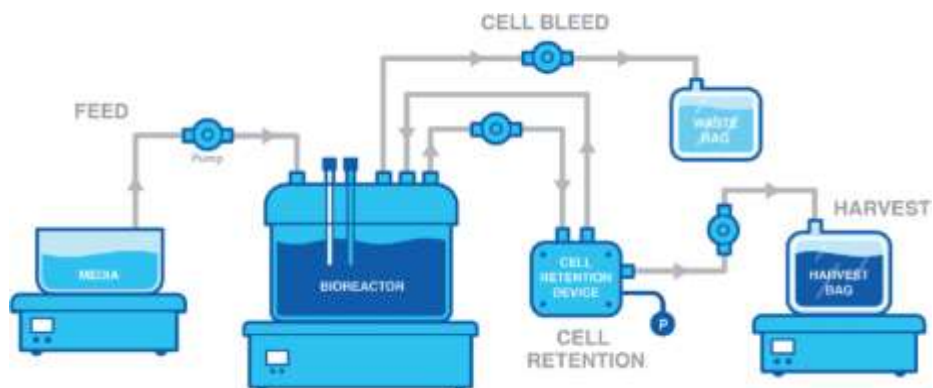 CELL BLEED
FEED
Pump
WASTE
BAG
HARVEST
MEDIA
BIOREACTOR
CELL
RETENTION
DEVICE
HARVEST
BAG
P
CELL
RETENTION